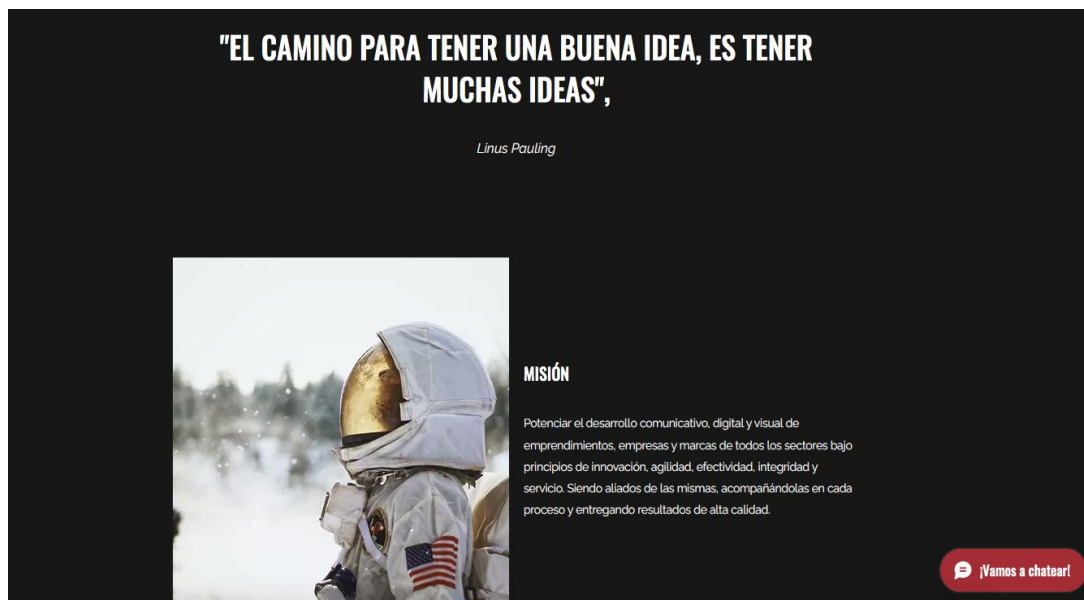 "EL CAMINO PARA TENER UNA BUENA IDEA, ES TENER
MUCHAS IDEAS",
Linus Pauling
MISIÓN
Potenciar el desarrollo comunicativo, digital y visual de
emprendimientos, empresas y marcas de todos los sectores bajo
principios de innovación, agilidad, efectividad, integridad y
servicio. Siendo aliados de las mismas, acompañándolas en cada
proceso y entregando resultados de alta calidad.
¡Vamos a chatear!